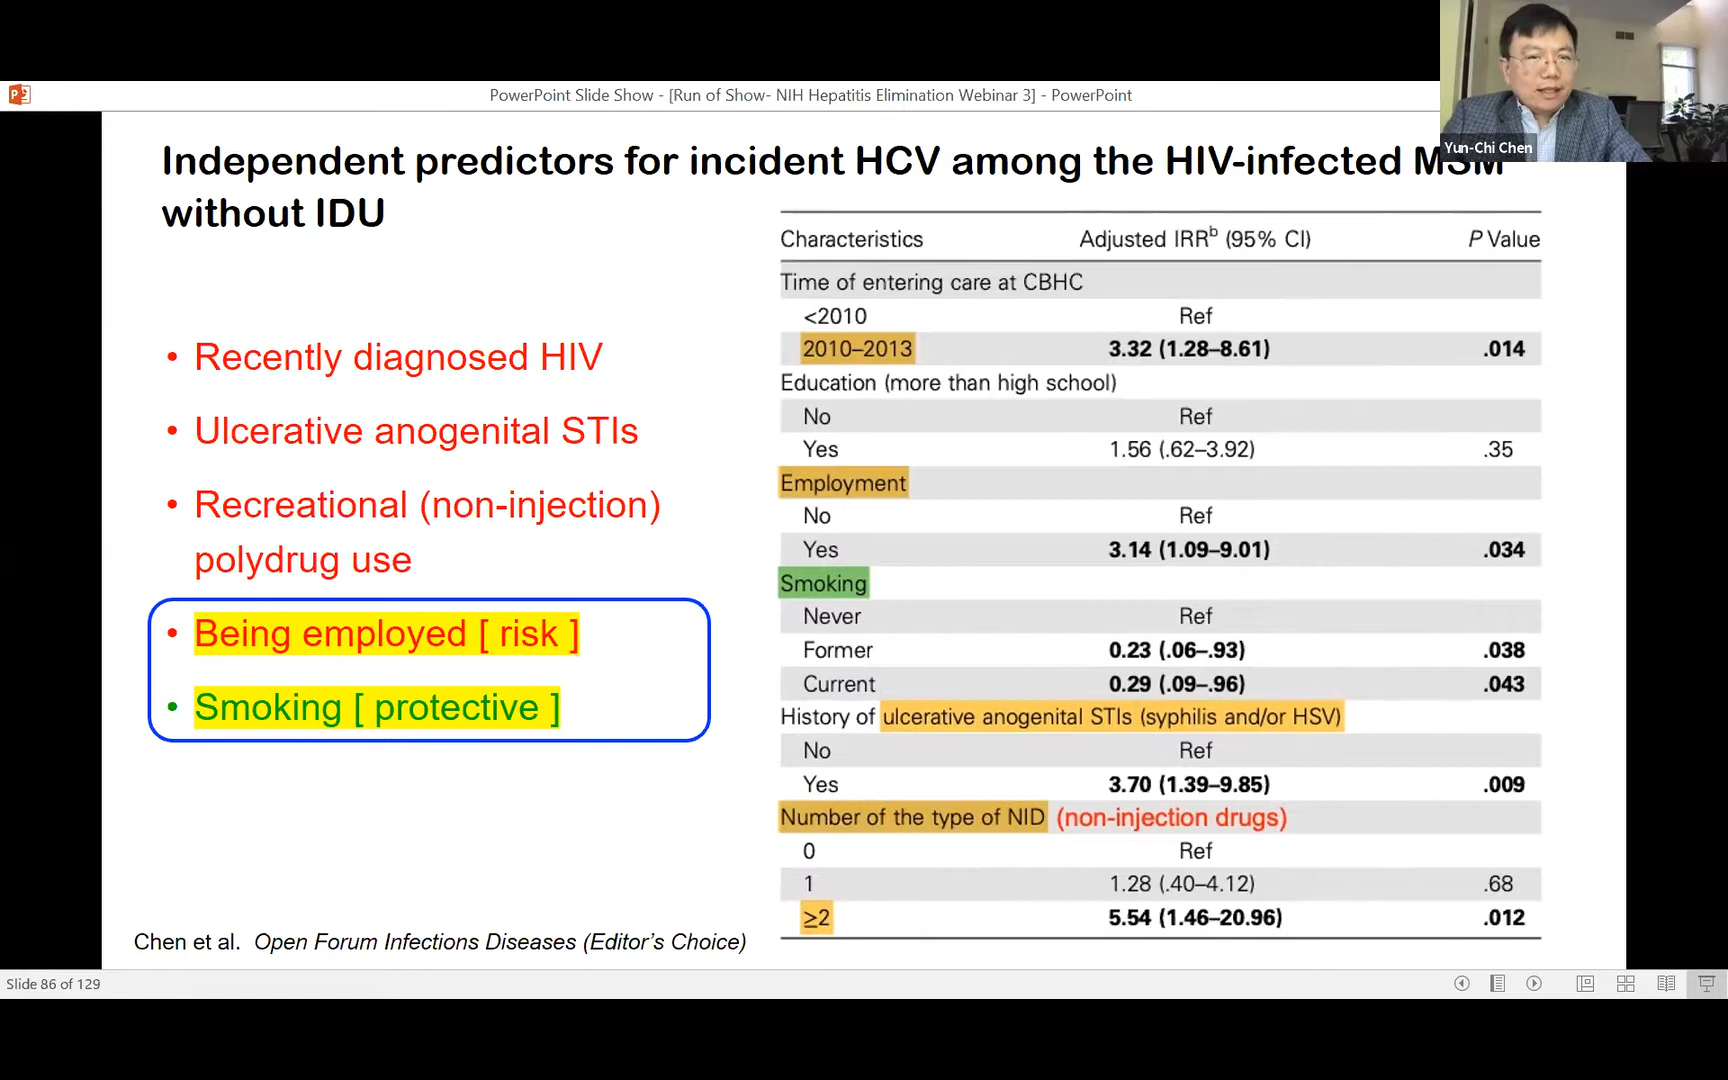 PowerPoint Slide Show - [Run of Show- NIH Hepatitis Elimination Webinar 3] - PowerPoint
Yun-Chi Chen
Independent predictors for incident HCV among the HIV-infected MSM
without IDU
• Recently diagnosed HIV
• Ulcerative anogenital STIs
• Recreational (non-injection)
polydrug use
• Being employed [ risk ]
• Smoking [ protective ]
Characteristics Adjusted IRRb (95% CI) P Value
Time of entering care at CBHC
<2010 Ref
2010–2013 3.32 (1.28–8.61) .014
Education (more than high school)
No Ref
Yes 1.56 (.62–3.92) .35
Employment
No Ref
Yes 3.14 (1.09–9.01) .034
Smoking
Never Ref
Former 0.23 (.06–.93) .038
Current 0.29 (.09–.96) .043
History of ulcerative anogenital STIs (syphilis and/or HSV)
No Ref
Yes 3.70 (1.39–9.85) .009
Number of the type of NID (non-injection drugs)
0 Ref
1 1.28 (.40–4.12) .68
≥2 5.54 (1.46–20.96) .012
Chen et al. Open Forum Infections Diseases (Editor's Choice)
Slide 86 of 129